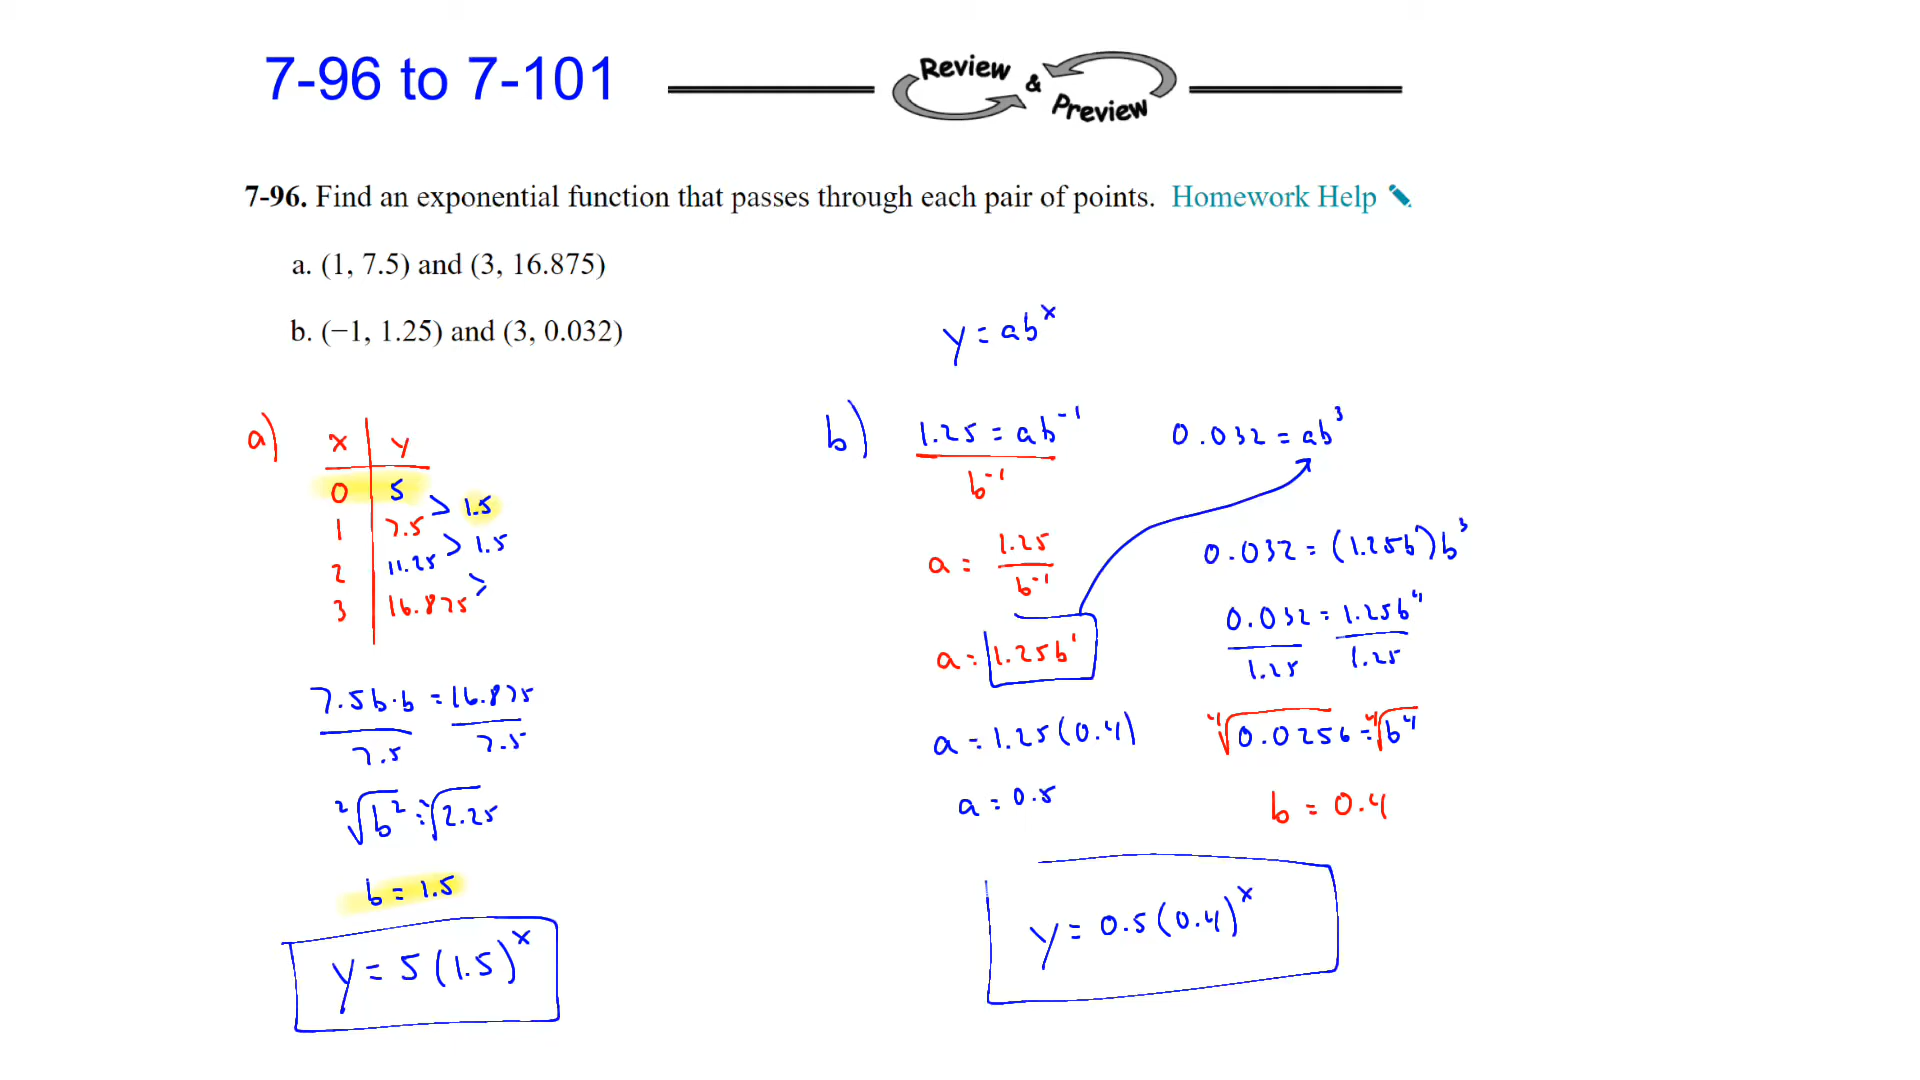 7-96 to 7-101
Review & Preview
7-96. Find an exponential function that passes through each pair of points. Homework Help ✎
a. (1, 7.5) and (3, 16.875)
b. (−1, 1.25) and (3, 0.032)
y = ab^x
a)
x | y
0 | 5
> 1.5
1 | 7.5
> 1.5
2 | 11.25
>
3 | 16.875
7.5b·b = 16.875
7.5 7.5
²√b² = ²√2.25
b = 1.5
y = 5(1.5)^x
b)
1.25 = ab^-1
b^-1
a = 1.25/b^-1
a = 1.25b^1
a = 1.25(0.4)
a = 0.5
0.032 = ab^3
0.032 = (1.25b^1)b^3
0.032 = 1.25b^4
1.25 1.25
⁴√0.0256 = ⁴√b^4
b = 0.4
y = 0.5(0.4)^x